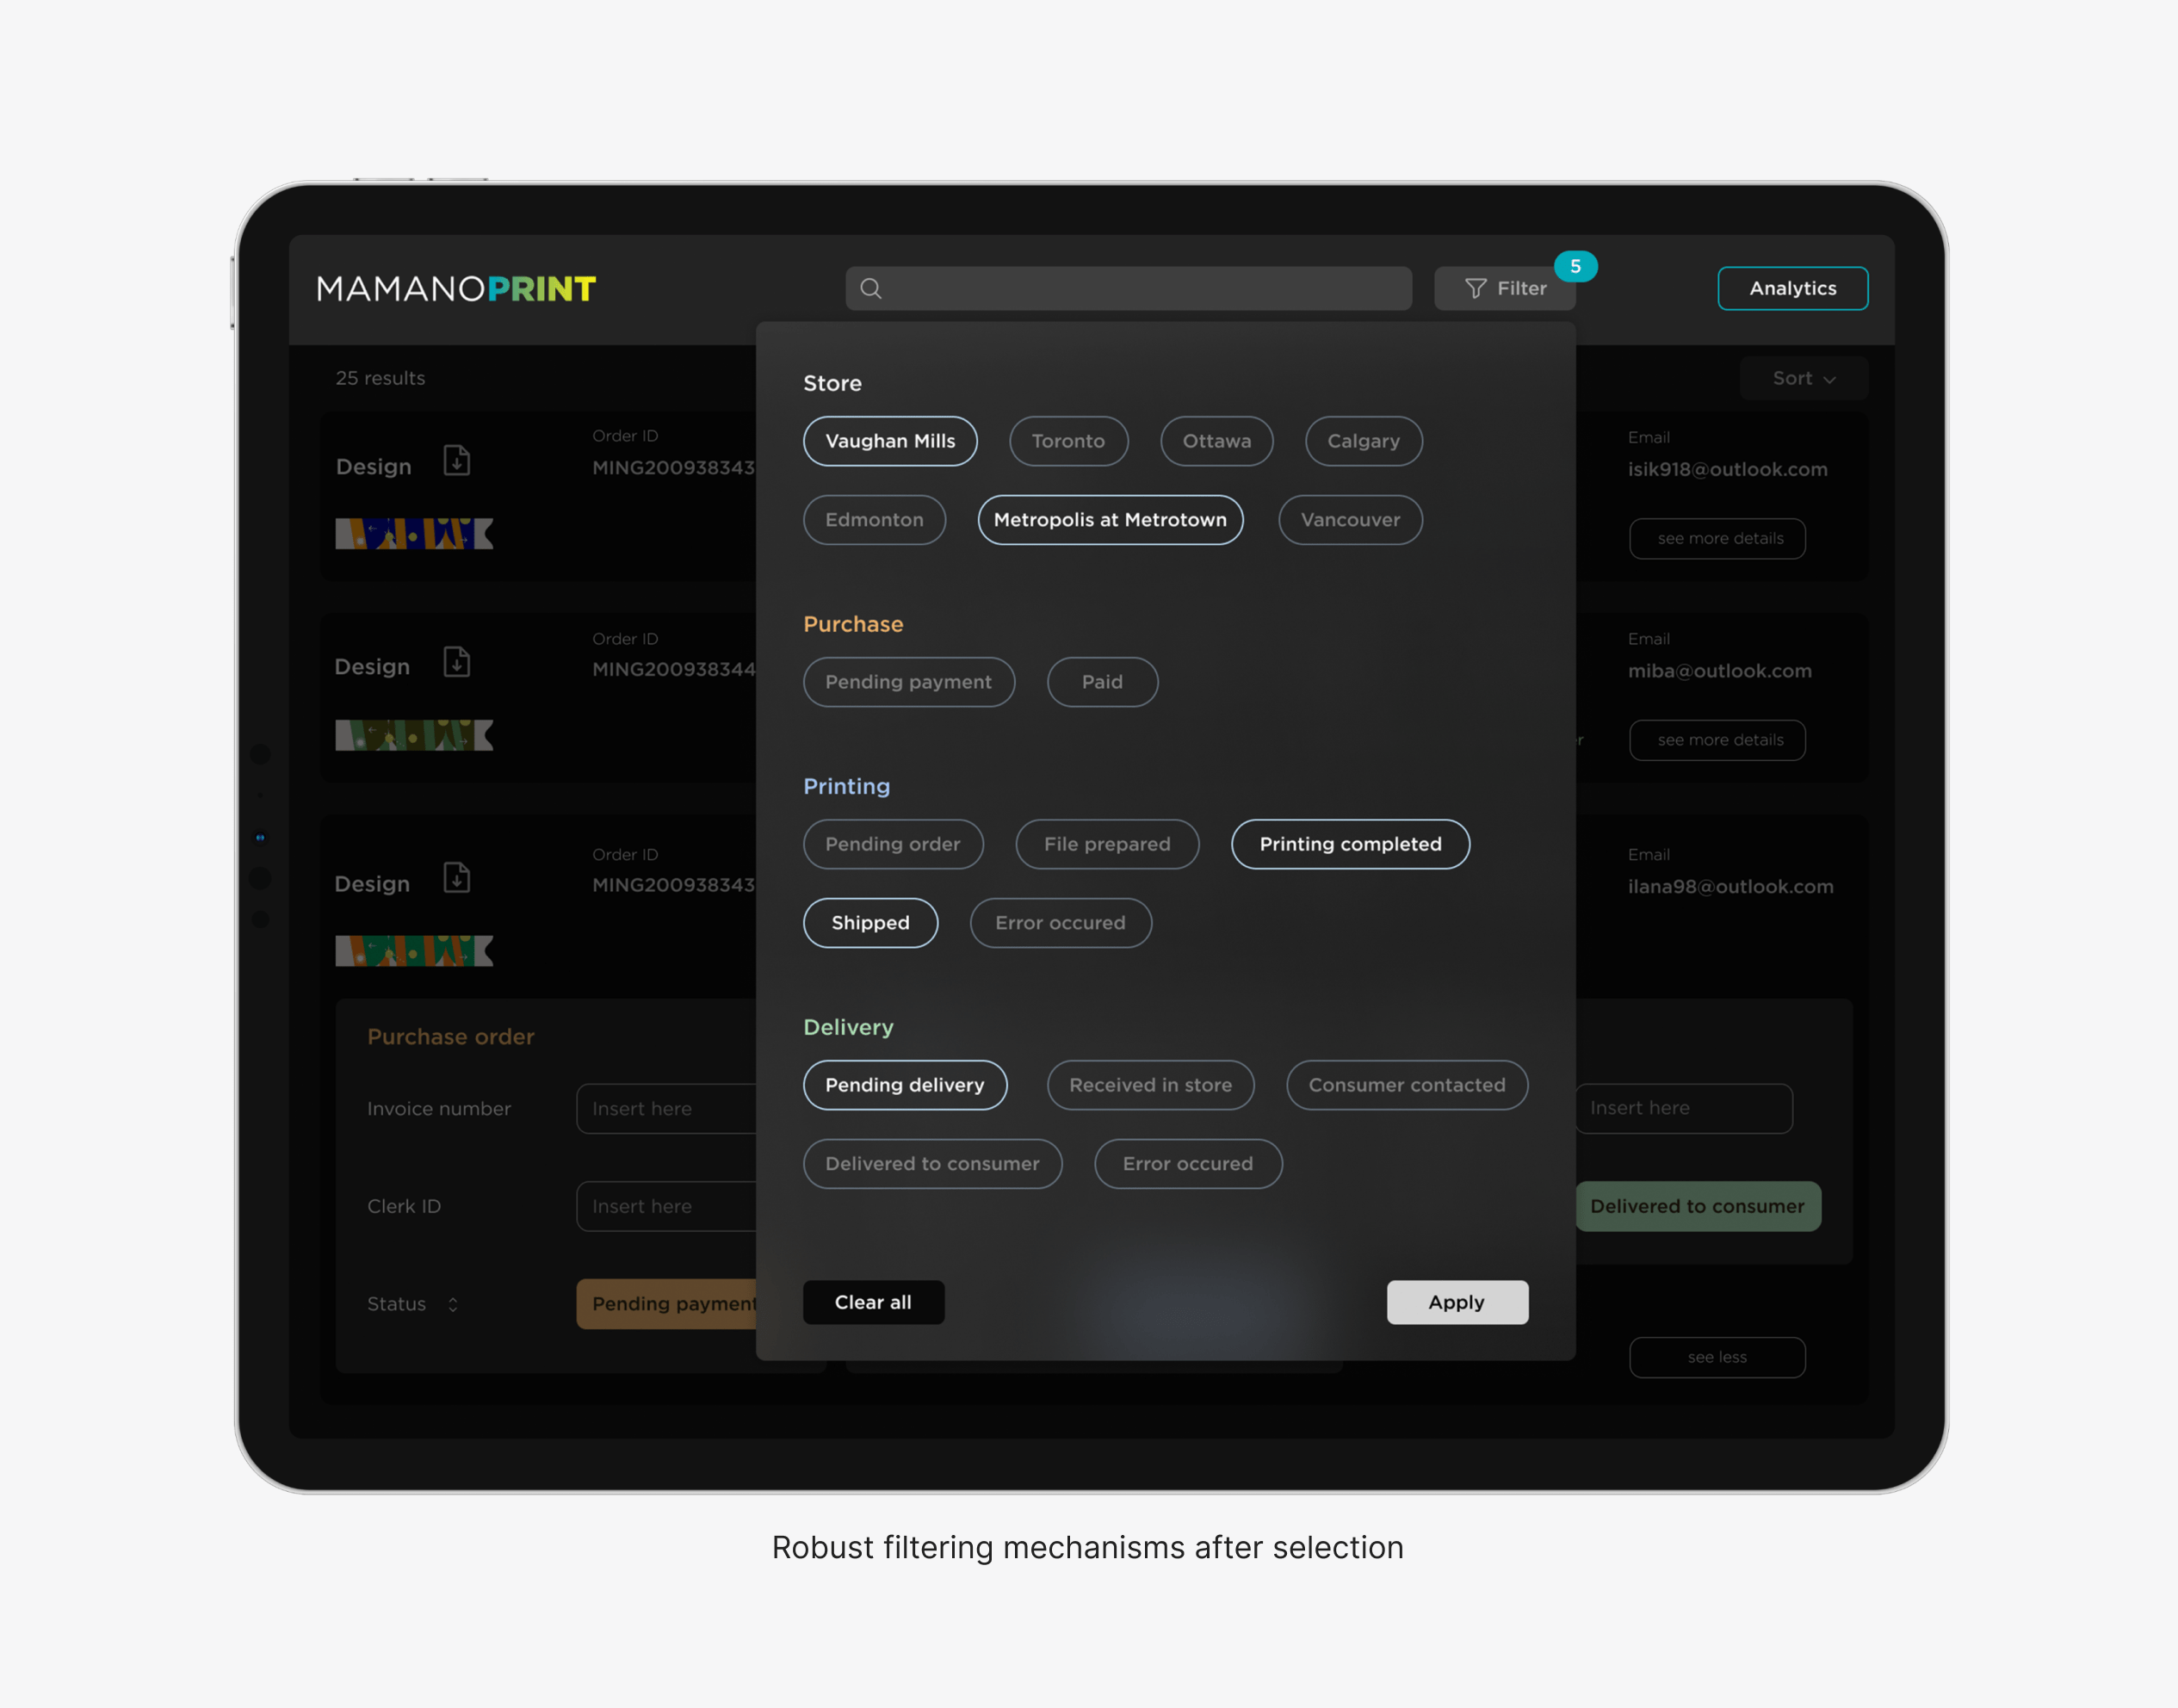 MAMANOPRINT
Filter
5
Analytics
25 results
Sort
Design
Order ID
MING200938343
Email
isik918@outlook.com
see more details
Design
Order ID
MING200938344
Email
miba@outlook.com
see more details
Design
Order ID
MING200938343
Email
ilana98@outlook.com
Purchase order
Invoice number
Insert here
Clerk ID
Insert here
Status
Pending payment
Insert here
Delivered to consumer
see less
Store
Vaughan Mills Toronto Ottawa Calgary
Edmonton Metropolis at Metrotown Vancouver
Purchase
Pending payment Paid
Printing
Pending order File prepared Printing completed
Shipped Error occured
Delivery
Pending delivery Received in store Consumer contacted
Delivered to consumer Error occured
Clear all Apply
Robust filtering mechanisms after selection